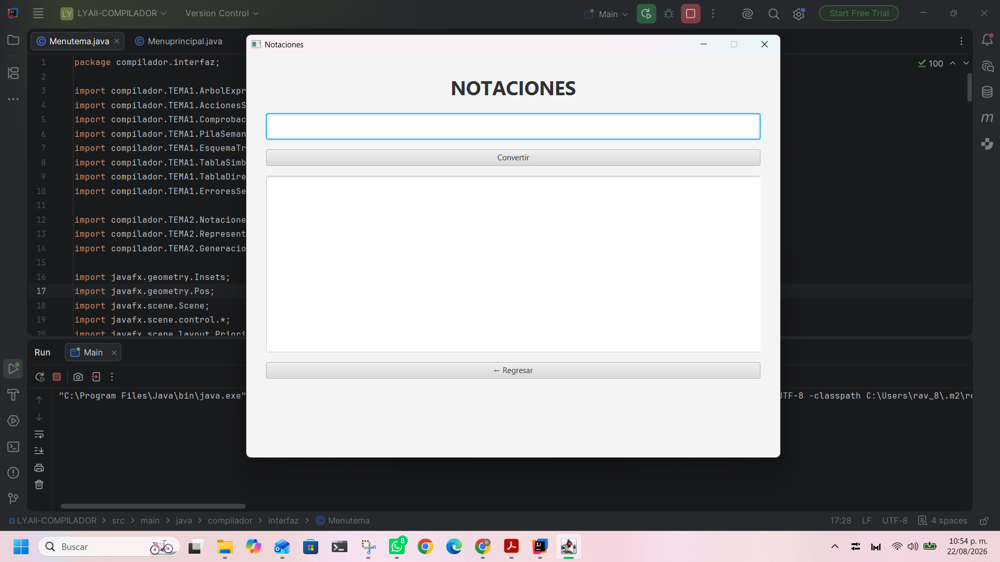 LY LYAII-COMPILADOR Version Control Main Start Free Trial
Menutema.java Menuprincipal.java
Notaciones
100
1 package compilador.interfaz;
2
3 import compilador.TEMA1.ArbolExpr
4 import compilador.TEMA1.AccionesS
5 import compilador.TEMA1.Comprobac
6 import compilador.TEMA1.PilaSeman
7 import compilador.TEMA1.EsquemaTr
8 import compilador.TEMA1.TablaSimb
9 import compilador.TEMA1.TablaDire
10 import compilador.TEMA1.ErroresSe
11
12 import compilador.TEMA2.Notacione
13 import compilador.TEMA2.Represent
14 import compilador.TEMA2.Generacio
15
16 import javafx.geometry.Insets;
17 import javafx.geometry.Pos;
18 import javafx.scene.Scene;
19 import javafx.scene.control.*;
20 import javafx.scene.layout.Priori
NOTACIONES
Convertir
← Regresar
Run Main
"C:\Program Files\Java\bin\java.exe"
UTF-8 -classpath C:\Users\rav_8\.m2\re
LYAII-COMPILADOR > src > main > java > compilador > interfaz > Menutema
17:28 LF UTF-8 4 spaces
Buscar
8
D
10:54 p. m.
22/08/2026